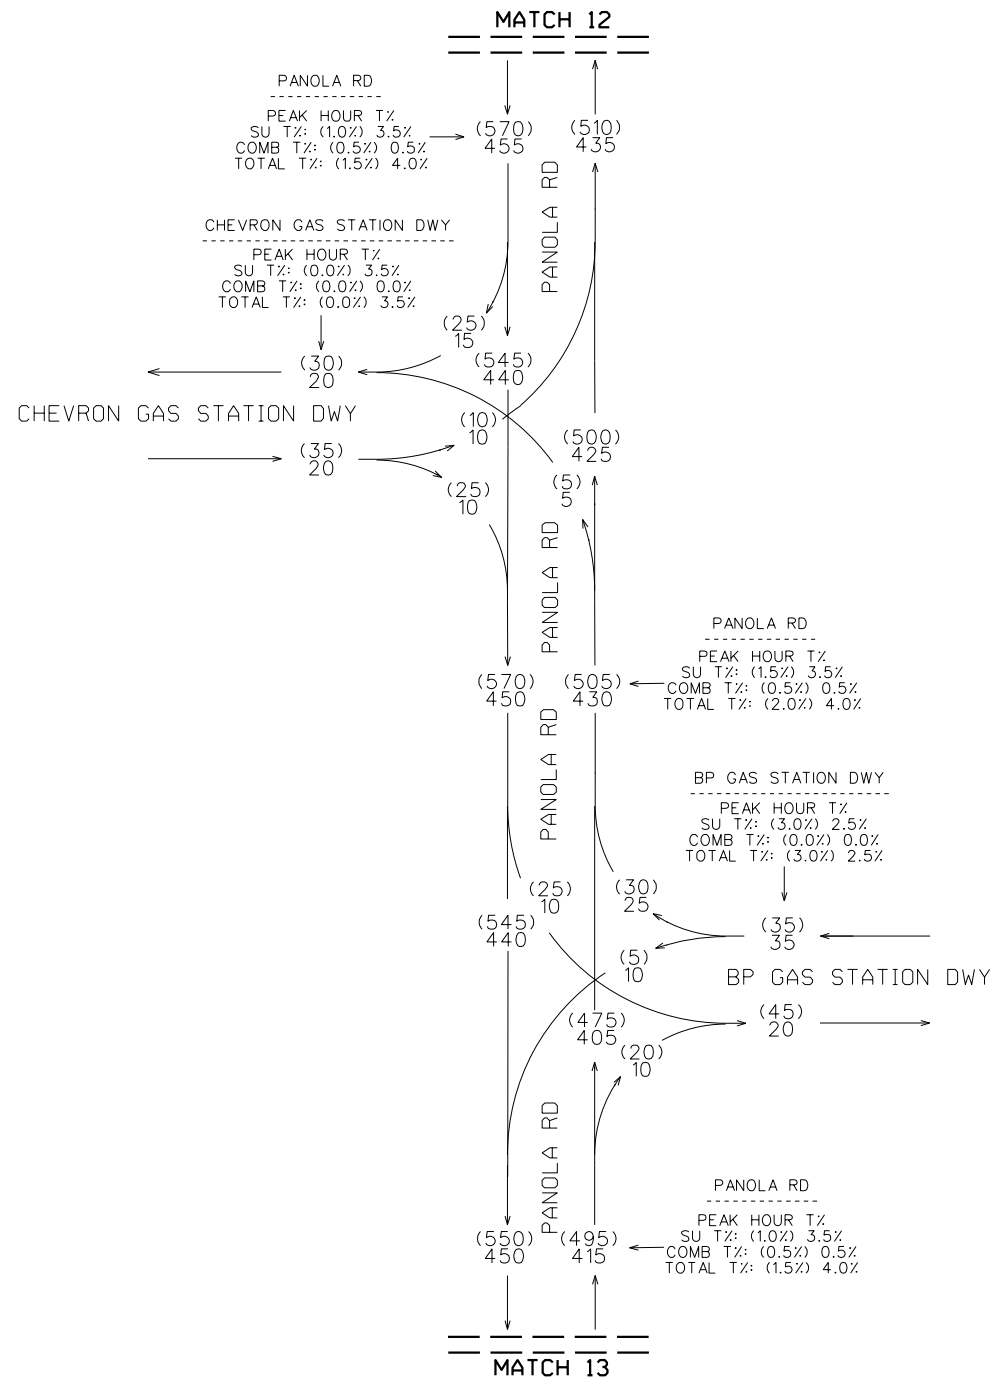 MATCH 12
PANOLA RD
PEAK HOUR T%
SU T%: (1.0%) 3.5%
COMB T%: (0.5%) 0.5%
TOTAL T%: (1.5%) 4.0%
(570)
455
(510)
435
PANOLA RD
CHEVRON GAS STATION DWY
PEAK HOUR T%
SU T%: (0.0%) 3.5%
COMB T%: (0.0%) 0.0%
TOTAL T%: (0.0%) 3.5%
(25)
15
(30)
20
(545)
440
CHEVRON GAS STATION DWY
(10)
10
(500)
425
(35)
20
(25)
10
(5)
5
PANOLA RD
PANOLA RD
PEAK HOUR T%
SU T%: (1.5%) 3.5%
COMB T%: (0.5%) 0.5%
TOTAL T%: (2.0%) 4.0%
(570)
450
(505)
430
PANOLA RD
BP GAS STATION DWY
PEAK HOUR T%
SU T%: (3.0%) 2.5%
COMB T%: (0.0%) 0.0%
TOTAL T%: (3.0%) 2.5%
(25)
10
(30)
25
(545)
440
(35)
35
(5)
10
BP GAS STATION DWY
(475)
405
(45)
20
(20)
10
PANOLA RD
PANOLA RD
PEAK HOUR T%
SU T%: (1.0%) 3.5%
COMB T%: (0.5%) 0.5%
TOTAL T%: (1.5%) 4.0%
(550)
450
(495)
415
MATCH 13